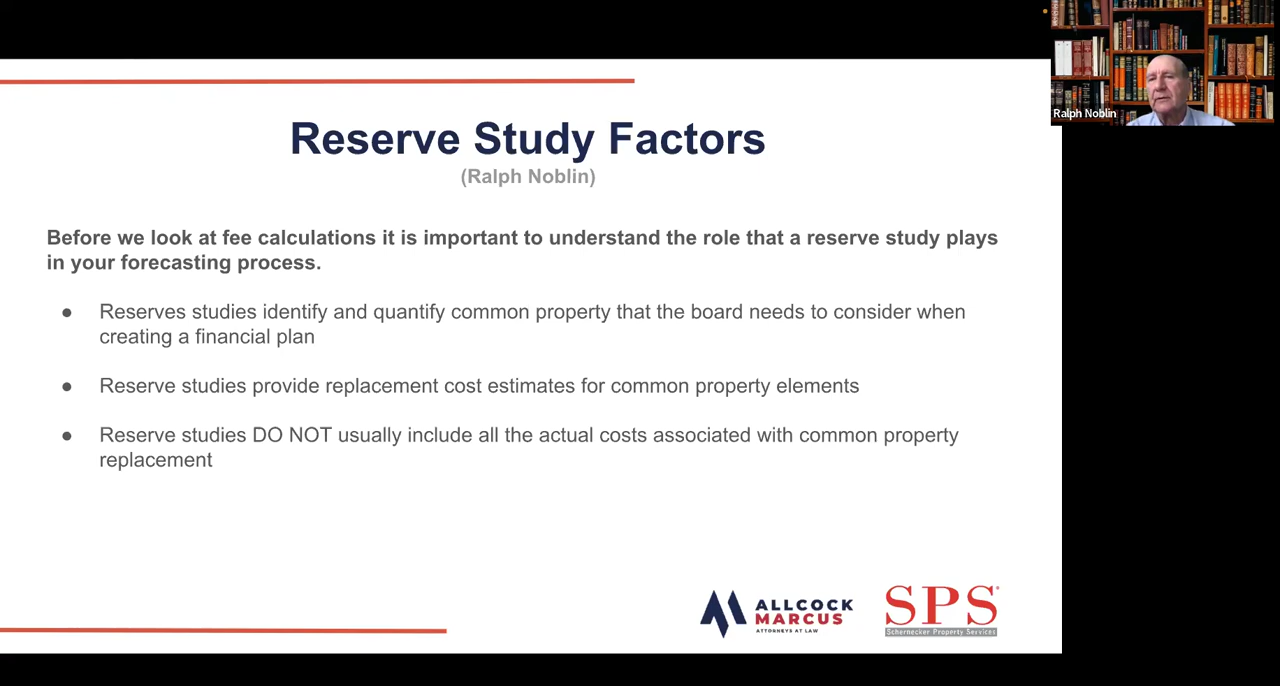 Reserve Study Factors
(Ralph Noblin)
Before we look at fee calculations it is important to understand the role that a reserve study plays
in your forecasting process.
● Reserves studies identify and quantify common property that the board needs to consider when
creating a financial plan
● Reserve studies provide replacement cost estimates for common property elements
● Reserve studies DO NOT usually include all the actual costs associated with common property
replacement
ALLCOCK
MARCUS
ATTORNEYS AT LAW
SPS
Schernecker Property Services
Ralph Noblin